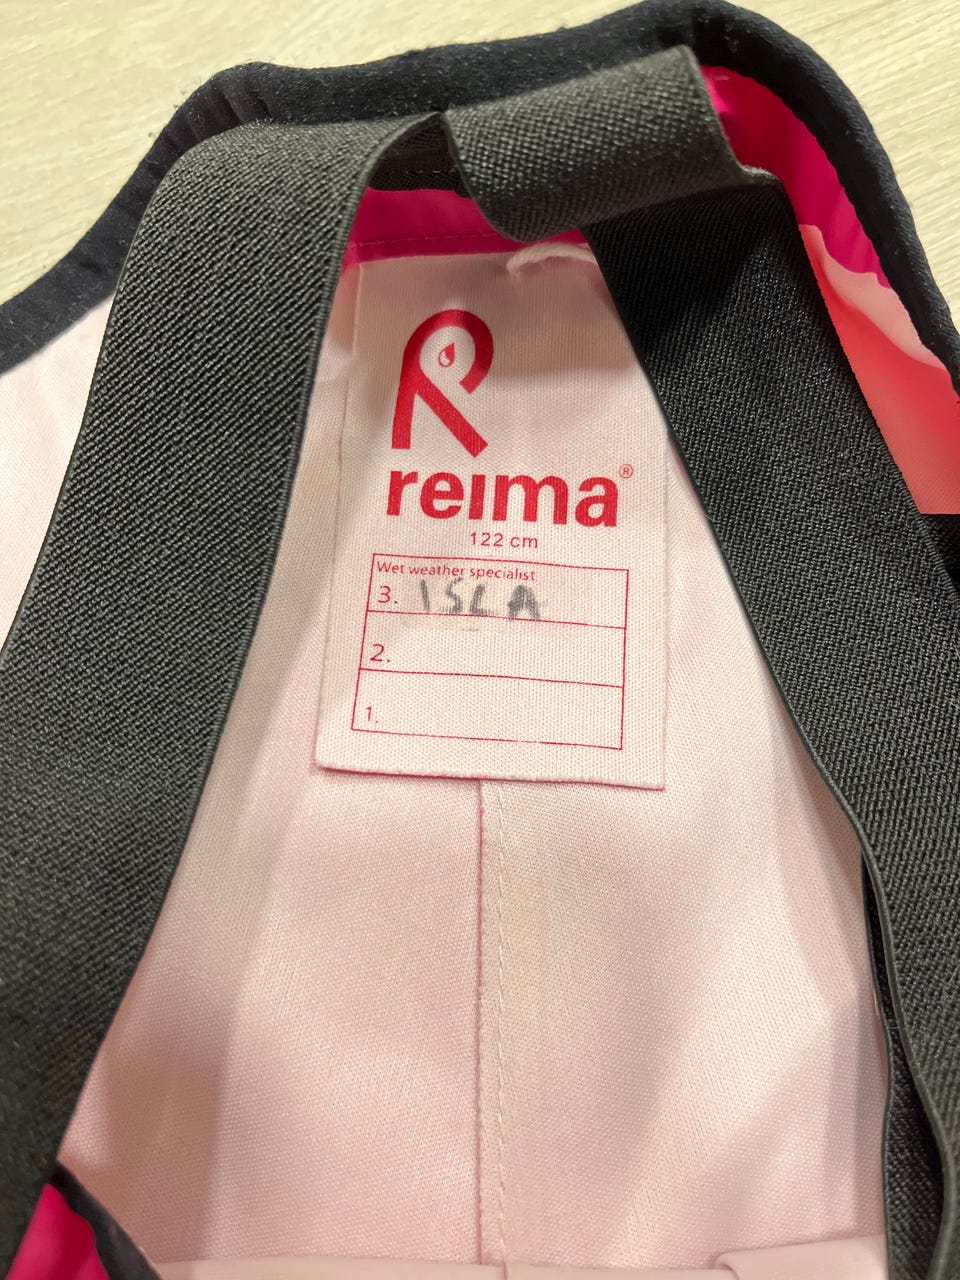 reima®
122 cm
Wet weather specialist
3. ISLA
2.
1.